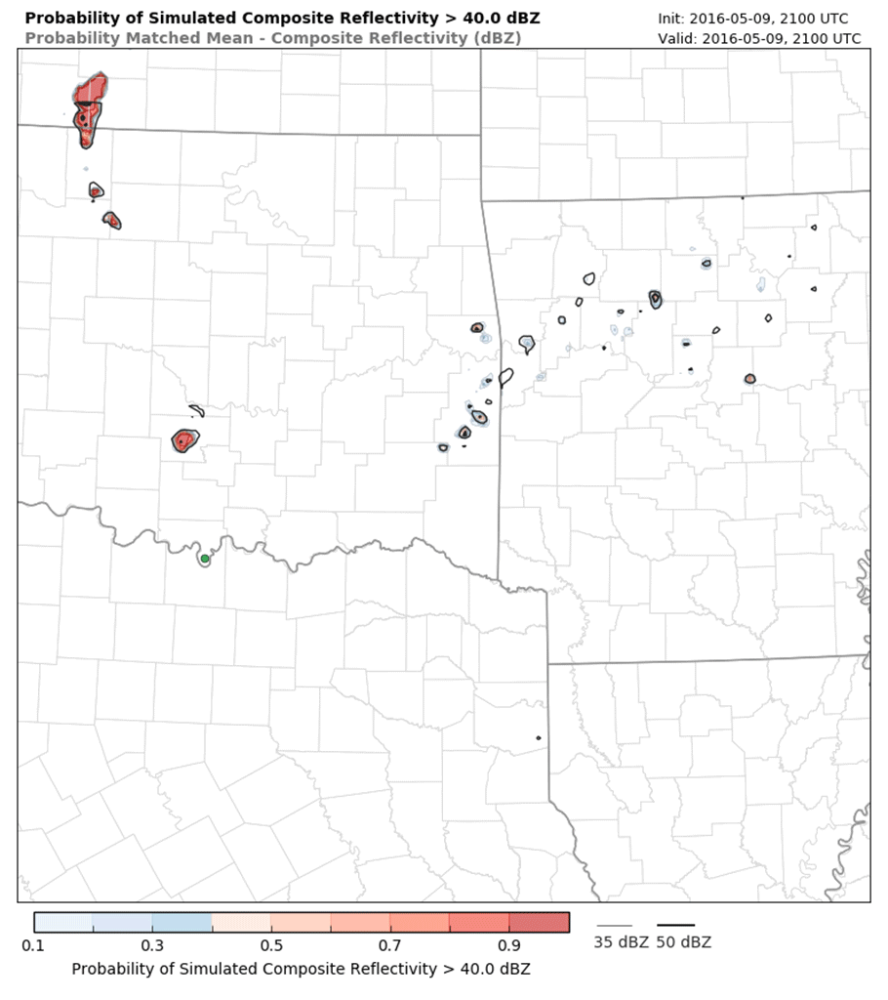 Probability of Simulated Composite Reflectivity > 40.0 dBZ
Init: 2016-05-09, 2100 UTC
Probability Matched Mean - Composite Reflectivity (dBZ)
Valid: 2016-05-09, 2100 UTC
0.1 0.3 0.5 0.7 0.9
35 dBZ 50 dBZ
Probability of Simulated Composite Reflectivity > 40.0 dBZ